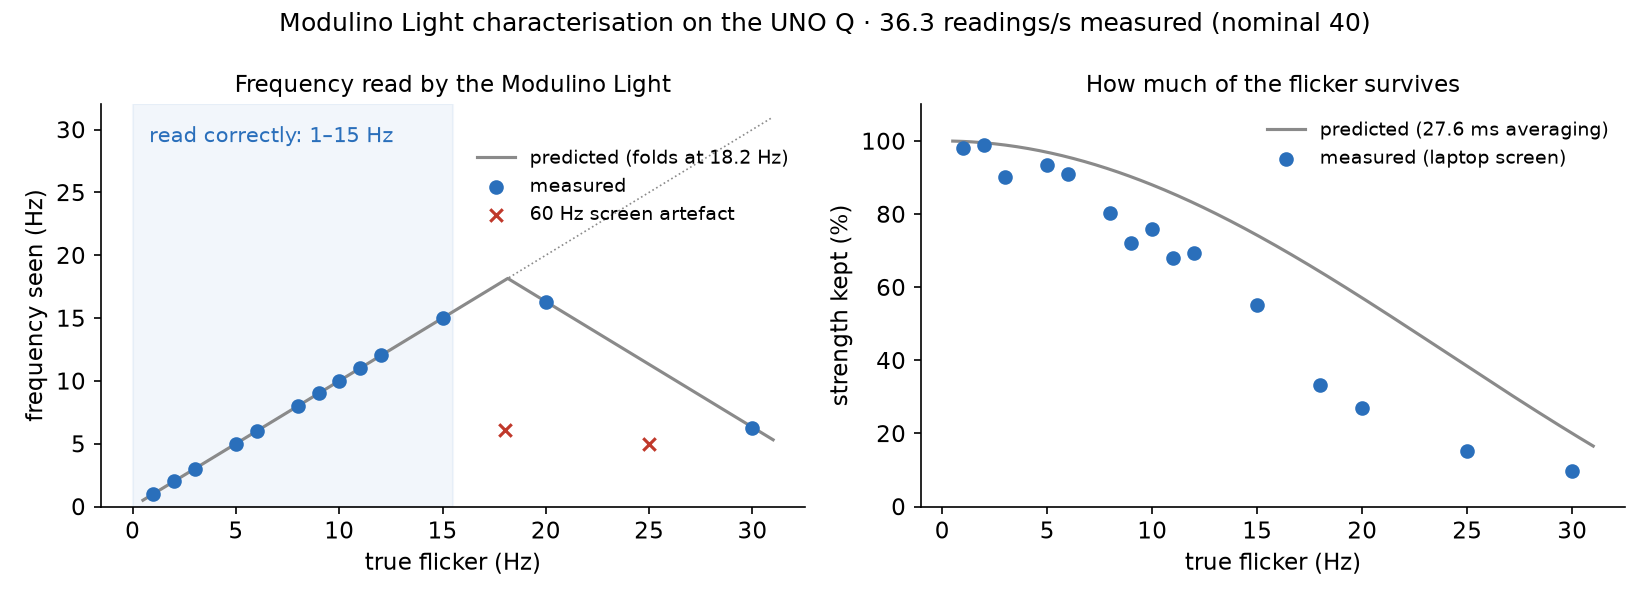 Modulino Light characterisation on the UNO Q · 36.3 readings/s measured (nominal 40)
Frequency read by the Modulino Light
read correctly: 1–15 Hz
predicted (folds at 18.2 Hz)
measured
60 Hz screen artefact
frequency seen (Hz)
30
25
20
15
10
5
0
0 5 10 15 20 25 30
true flicker (Hz)
How much of the flicker survives
predicted (27.6 ms averaging)
measured (laptop screen)
strength kept (%)
100
80
60
40
20
0
0 5 10 15 20 25 30
true flicker (Hz)